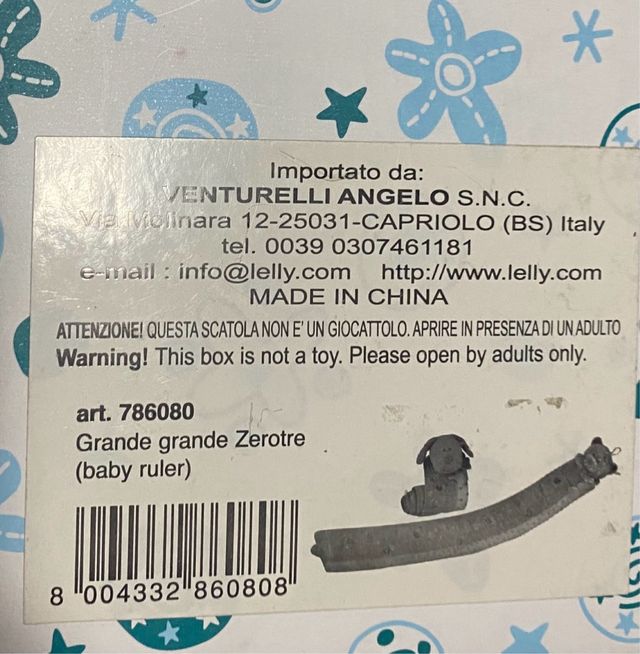 Importato da:
VENTURELLI ANGELO S.N.C.
Via Molinara 12-25031-CAPRIOLO (BS) Italy
tel. 0039 0307461181
e-mail : info@lelly.com http://www.lelly.com
MADE IN CHINA
ATTENZIONE! QUESTA SCATOLA NON E' UN GIOCATTOLO. APRIRE IN PRESENZA DI UN ADULTO
Warning! This box is not a toy. Please open by adults only.
art. 786080
Grande grande Zerotre
(baby ruler)
8 004332 860808